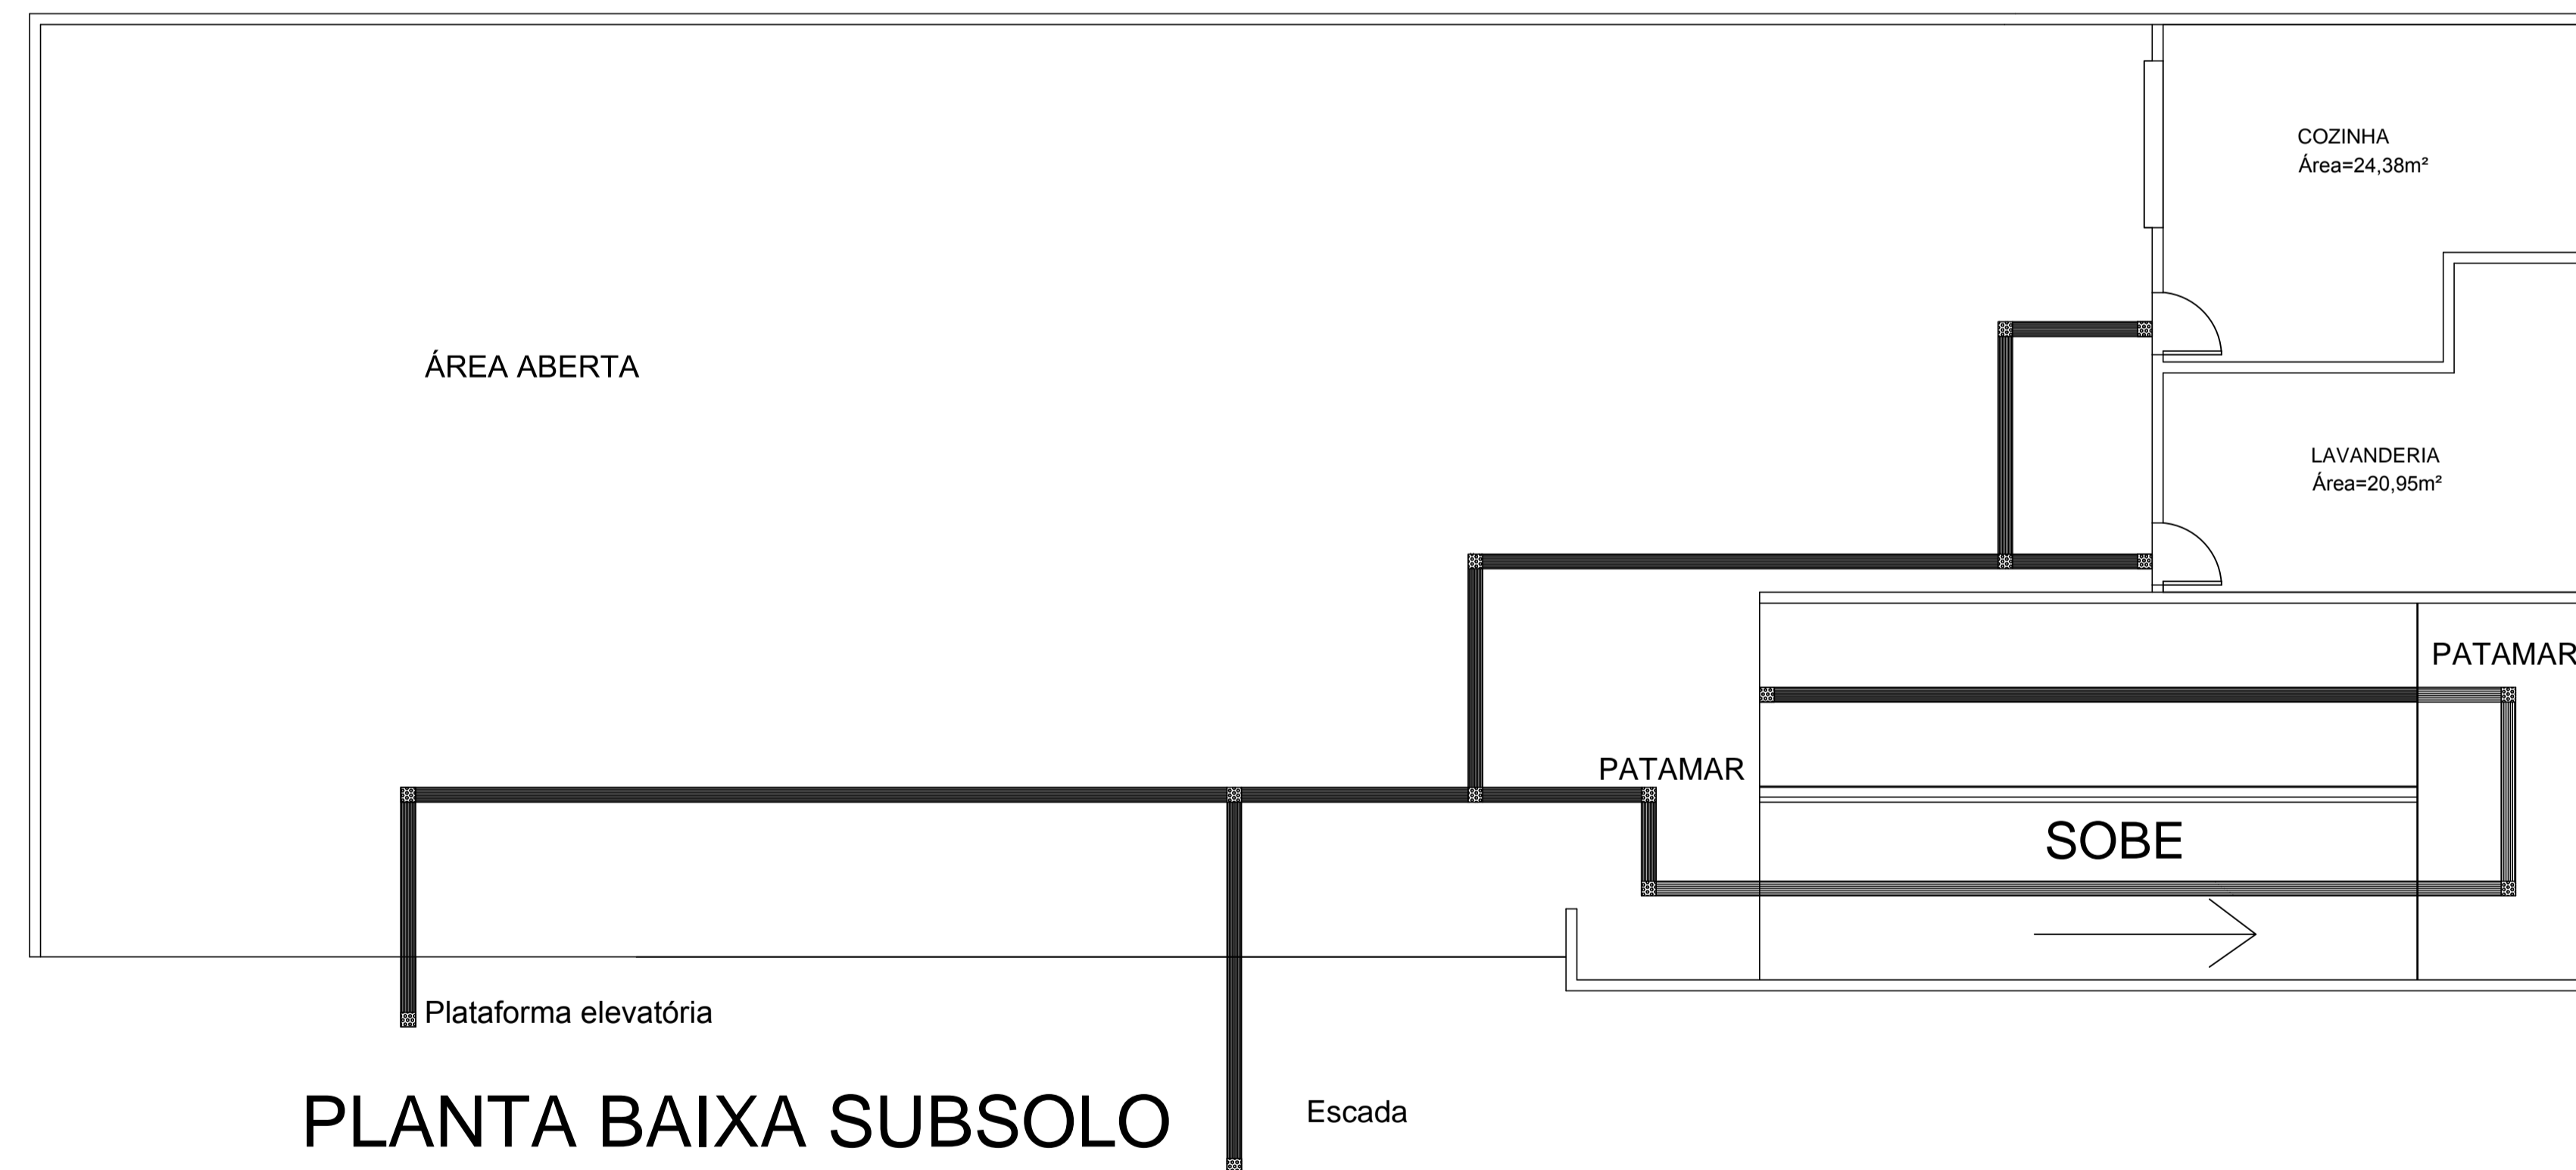 COZINHA
Área=24,38m²
ÁREA ABERTA
LAVANDERIA
Área=20,95m²
PATAMAR
PATAMAR
SOBE
Plataforma elevatória
PLANTA BAIXA SUBSOLO
Escada